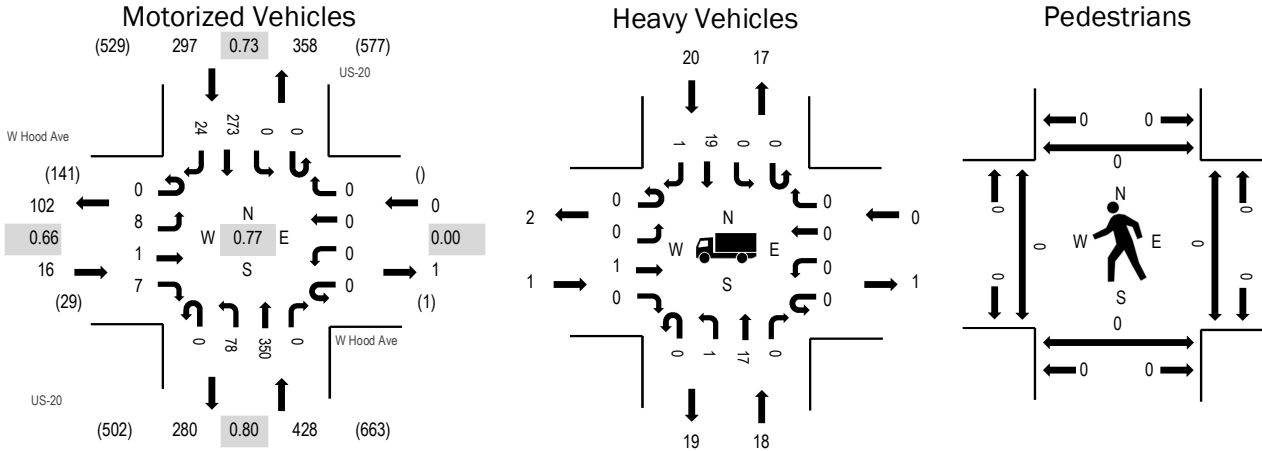 Motorized Vehicles
Heavy Vehicles
Pedestrians
(529) 297 0.73 358 (577)
US-20
W Hood Ave
24 273 0 0
(141)
102
0.66
16
(29)
0
8
1
7
N
W 0.77 E
S
0
0
0
0
()
0
0.00
1
(1)
0 78 350 0
W Hood Ave
US-20
(502) 280 0.80 428 (663)
20 17
1 19 0 0
2
1
0
0
1
0
N
W E
S
0
0
0
0
0
1
0 1 17 0
19 18
0 0
0
0
0
0
N
W E
S
0
0
0
0
0 0